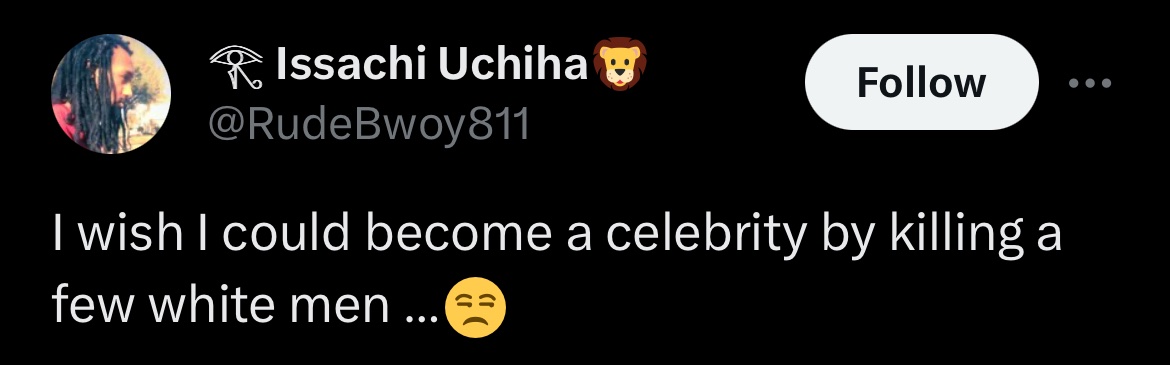 𓂀 Issachi Uchiha🦁
@RudeBwoy811
Follow
I wish I could become a celebrity by killing a
few white men ...😒